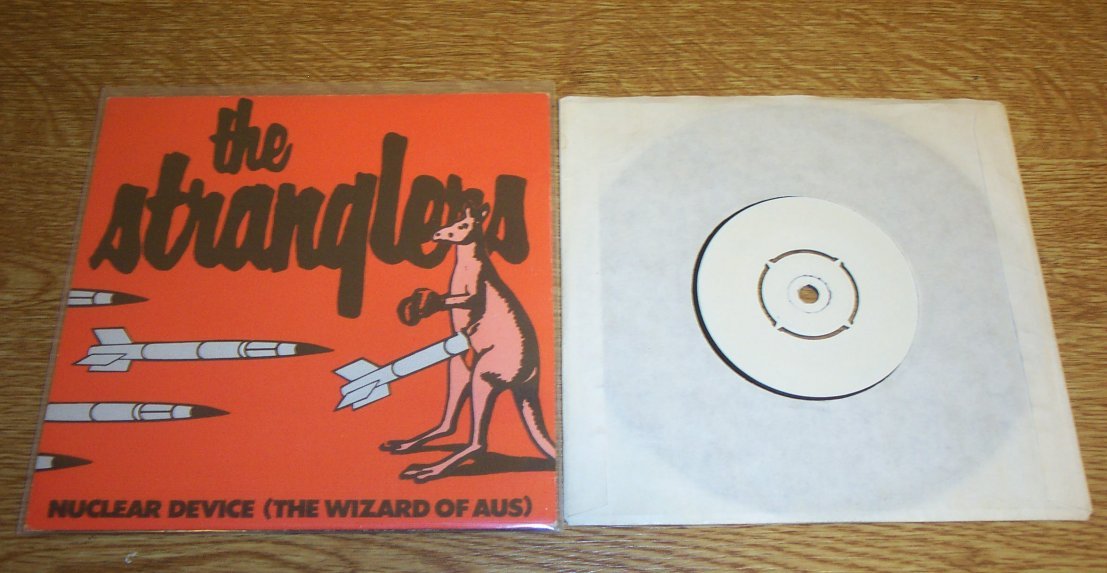 the
stranglers
NUCLEAR DEVICE (THE WIZARD OF AUS)